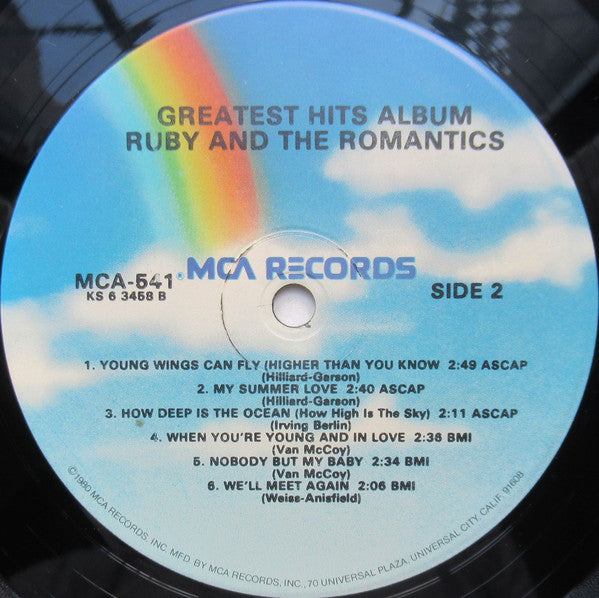 GREATEST HITS ALBUM
RUBY AND THE ROMANTICS
MCA RECORDS
MCA-541
KS 6 3458 B
SIDE 2
1. YOUNG WINGS CAN FLY (HIGHER THAN YOU KNOW 2:49 ASCAP
(Hilliard-Garson)
2. MY SUMMER LOVE 2:40 ASCAP
(Hilliard-Garson)
3. HOW DEEP IS THE OCEAN (How High Is The Sky) 2:11 ASCAP
(Irving Berlin)
4. WHEN YOU'RE YOUNG AND IN LOVE 2:36 BMI
(Van McCoy)
5. NOBODY BUT MY BABY 2:34 BMI
(Van McCoy)
6. WE'LL MEET AGAIN 2:06 BMI
(Weiss-Anisfield)
©1980 MCA RECORDS, INC. MFD. BY MCA RECORDS, INC., 70 UNIVERSAL PLAZA, UNIVERSAL CITY, CALIF. 91608